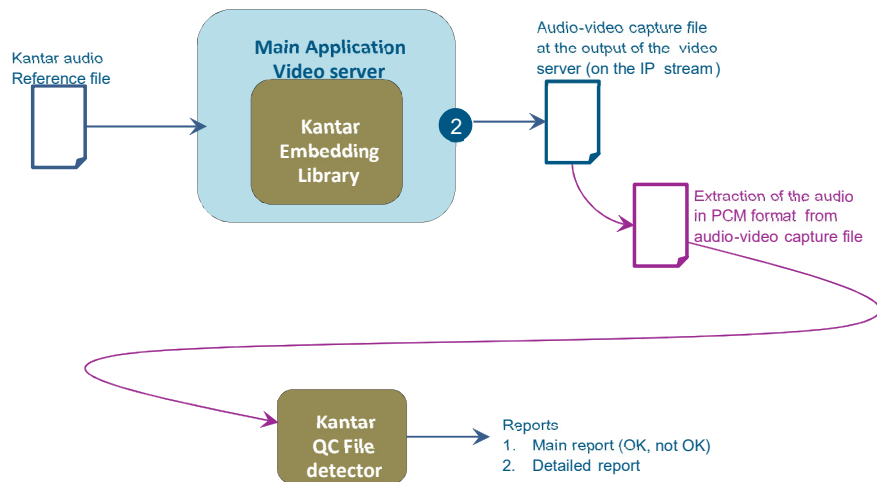 Kantar audio
Reference file
Main Application
Video server
Kantar
Embedding
Library
2
Audio-video capture file
at the output of the video
server (on the IP stream)
Extraction of the audio
in PCM format from
audio-video capture file
Kantar
QC File
detector
Reports
1. Main report (OK, not OK)
2. Detailed report